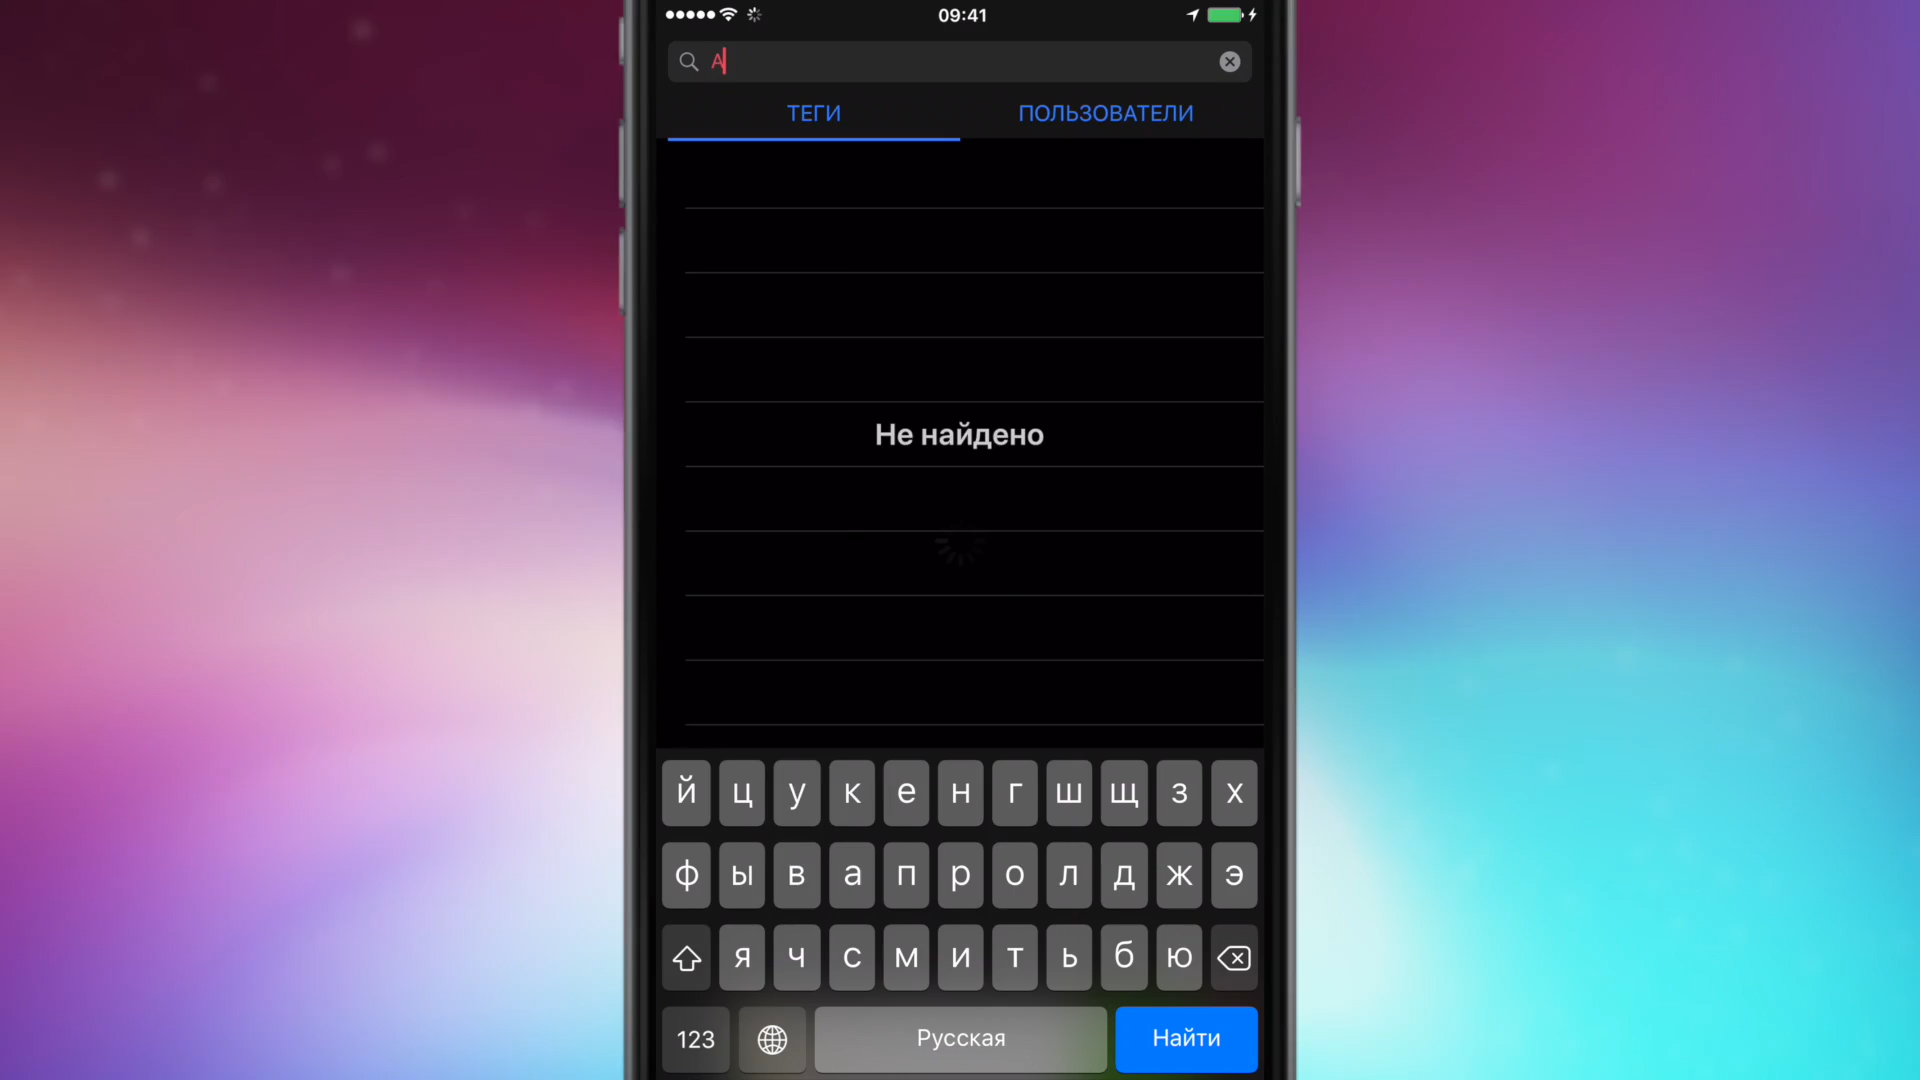 09:41
А
ТЕГИ ПОЛЬЗОВАТЕЛИ
Не найдено
й ц у к е н г ш щ з х
ф ы в а п р о л д ж э
я ч с м и т ь б ю
123 Русская Найти